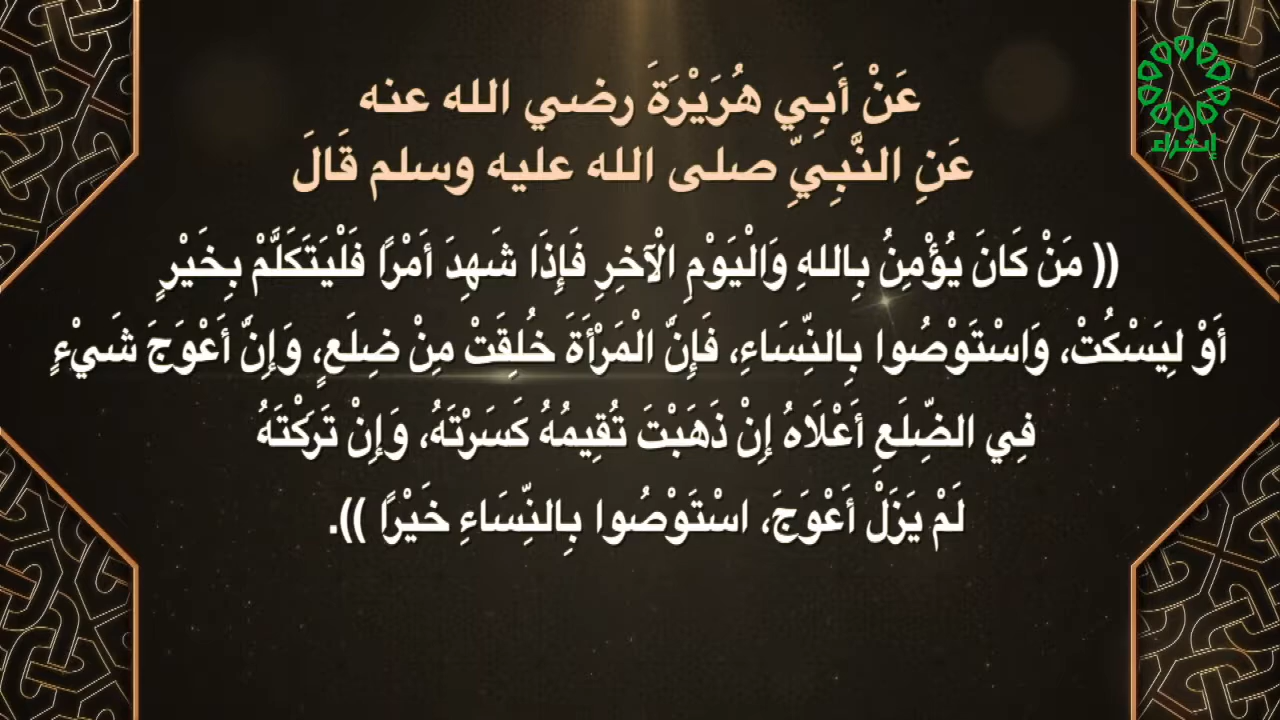 عَنْ أَبِي هُرَيْرَةَ رضي الله عنه
عَنِ النَّبِيِّ صلى الله عليه وسلم قَالَ
(( مَنْ كَانَ يُؤْمِنُ بِاللهِ وَالْيَوْمِ الْآخِرِ فَإِذَا شَهِدَ أَمْرًا فَلْيَتَكَلَّمْ بِخَيْرٍ
أَوْ لِيَسْكُتْ، وَاسْتَوْصُوا بِالنِّسَاءِ، فَإِنَّ الْمَرْأَةَ خُلِقَتْ مِنْ ضِلَعٍ، وَإِنَّ أَعْوَجَ شَيْءٍ
فِي الضِّلَعِ أَعْلَاهُ إِنْ ذَهَبْتَ تُقِيمُهُ كَسَرْتَهُ، وَإِنْ تَرَكْتَهُ
لَمْ يَزَلْ أَعْوَجَ، اسْتَوْصُوا بِالنِّسَاءِ خَيْرًا )).
إثراء